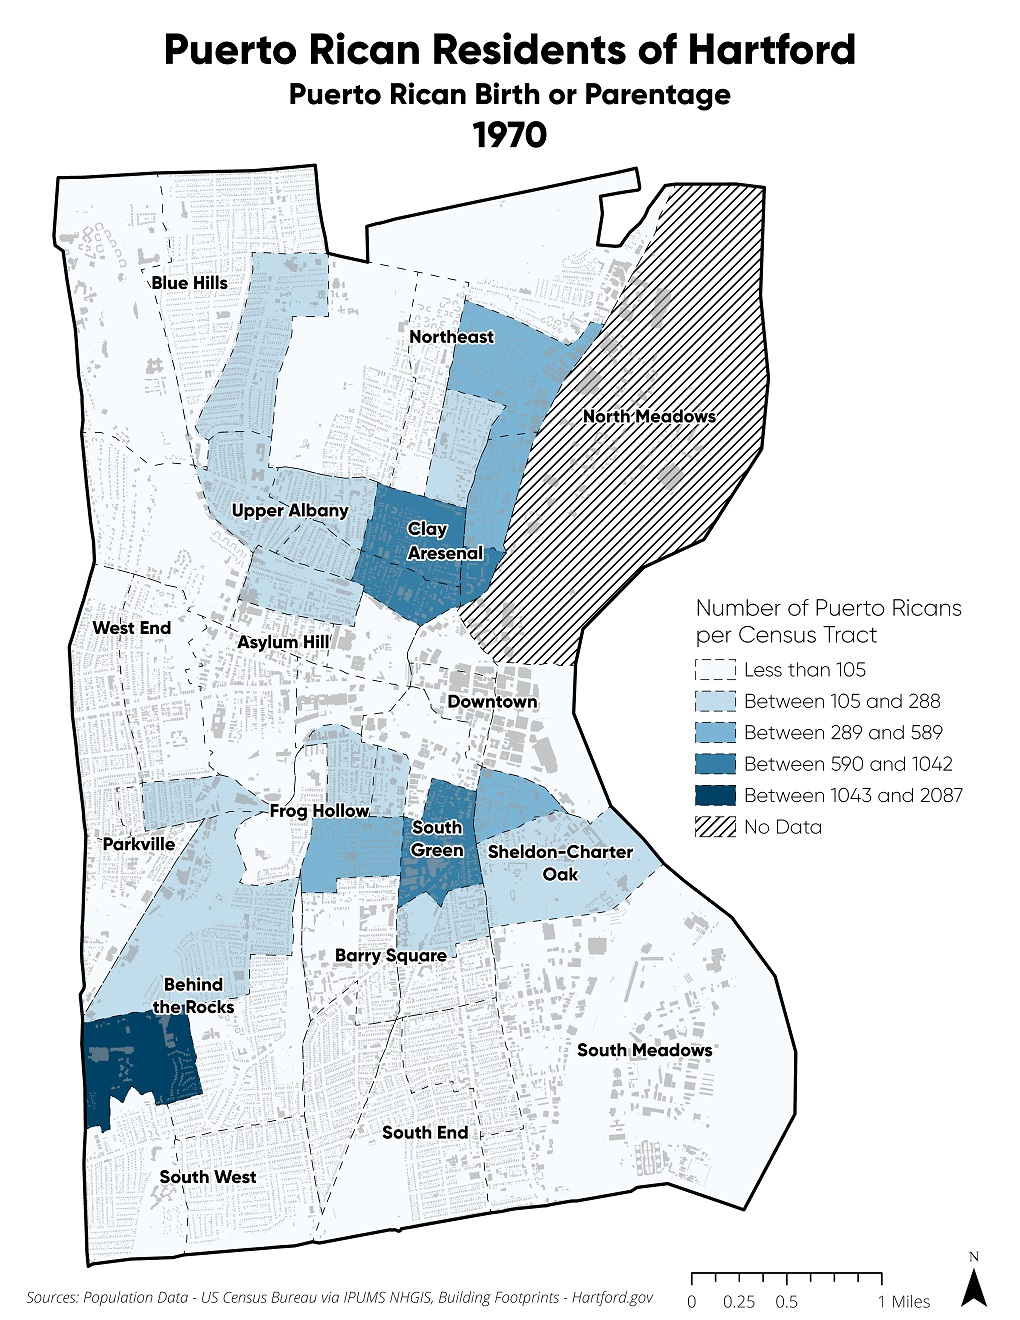 Puerto Rican Residents of Hartford
Puerto Rican Birth or Parentage
1970
Blue Hills
Northeast
North Meadows
Upper Albany
Clay
Aresenal
West End
Asylum Hill
Downtown
Frog Hollow
South
Green
Parkville
Sheldon-Charter
Oak
Barry Square
Behind
the Rocks
South Meadows
South End
South West
Number of Puerto Ricans
per Census Tract
Less than 105
Between 105 and 288
Between 289 and 589
Between 590 and 1042
Between 1043 and 2087
No Data
N
Sources: Population Data - US Census Bureau via IPUMS NHGIS, Building Footprints - Hartford.gov
0 0.25 0.5 1 Miles